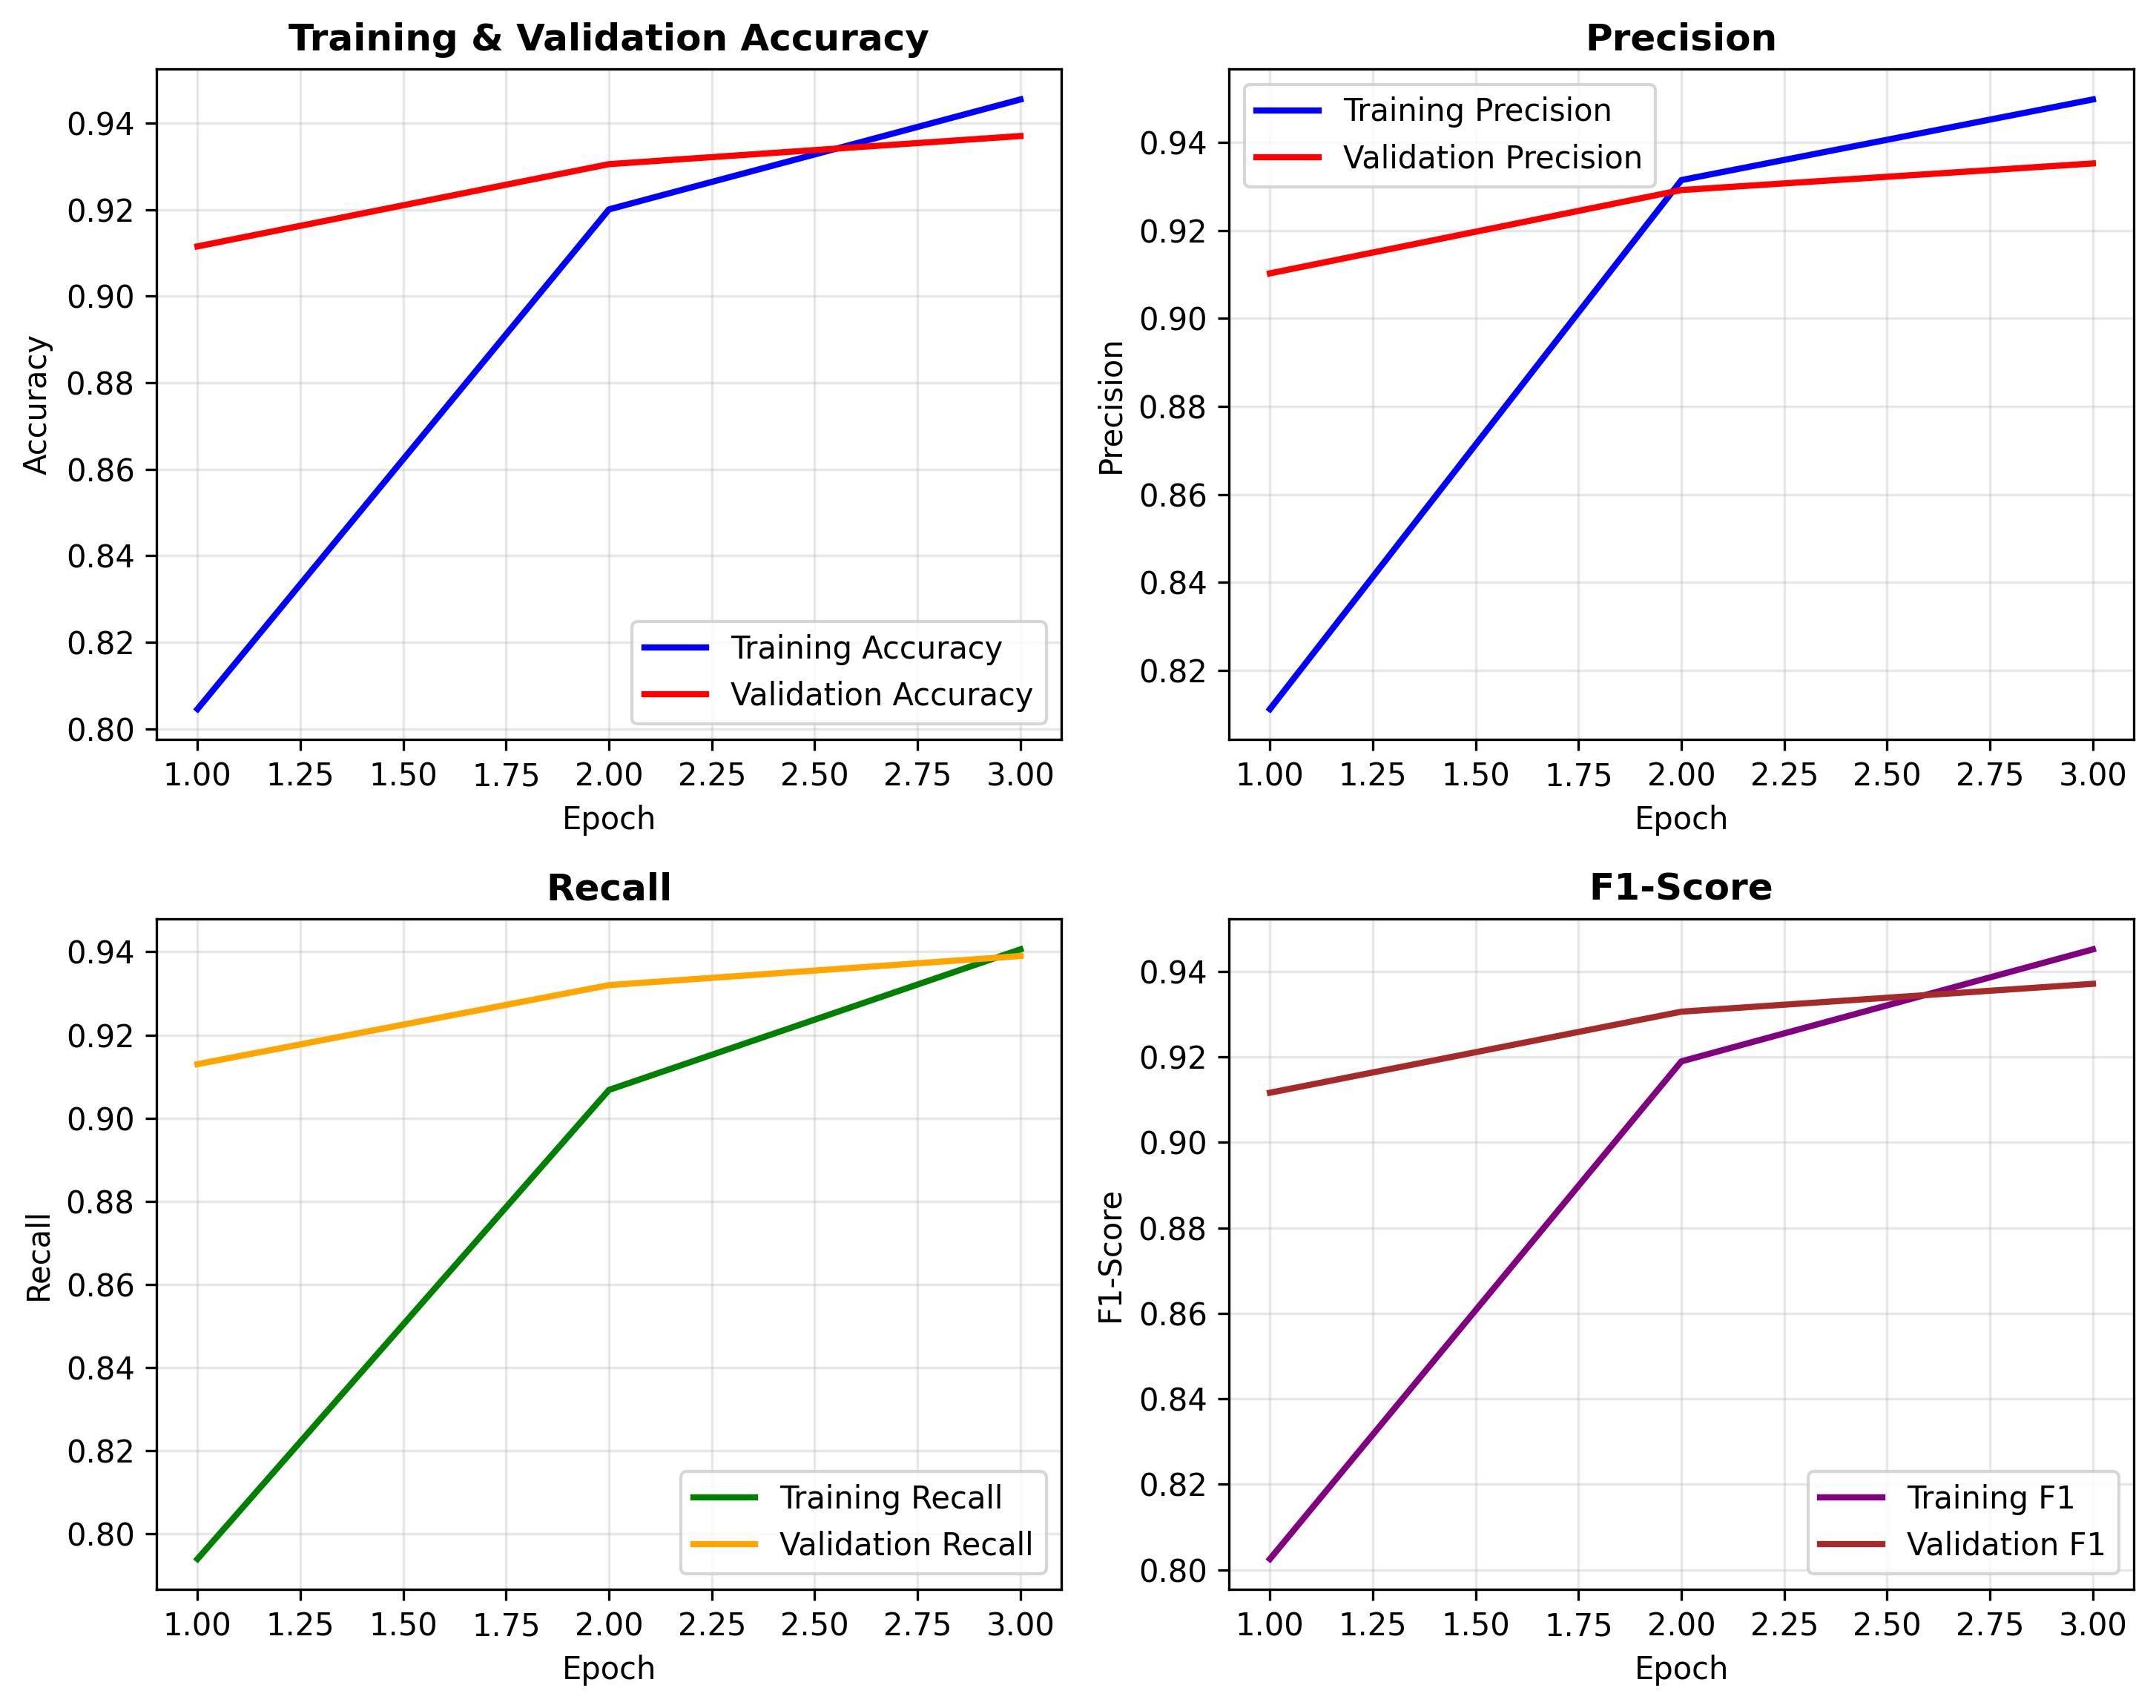 Training & Validation Accuracy
Accuracy
0.94
0.92
0.90
0.88
0.86
0.84
0.82
0.80
Training Accuracy
Validation Accuracy
1.00 1.25 1.50 1.75 2.00 2.25 2.50 2.75 3.00
Epoch
Precision
Precision
0.94
0.92
0.90
0.88
0.86
0.84
0.82
Training Precision
Validation Precision
1.00 1.25 1.50 1.75 2.00 2.25 2.50 2.75 3.00
Epoch
Recall
Recall
0.94
0.92
0.90
0.88
0.86
0.84
0.82
0.80
Training Recall
Validation Recall
1.00 1.25 1.50 1.75 2.00 2.25 2.50 2.75 3.00
Epoch
F1-Score
F1-Score
0.94
0.92
0.90
0.88
0.86
0.84
0.82
0.80
Training F1
Validation F1
1.00 1.25 1.50 1.75 2.00 2.25 2.50 2.75 3.00
Epoch